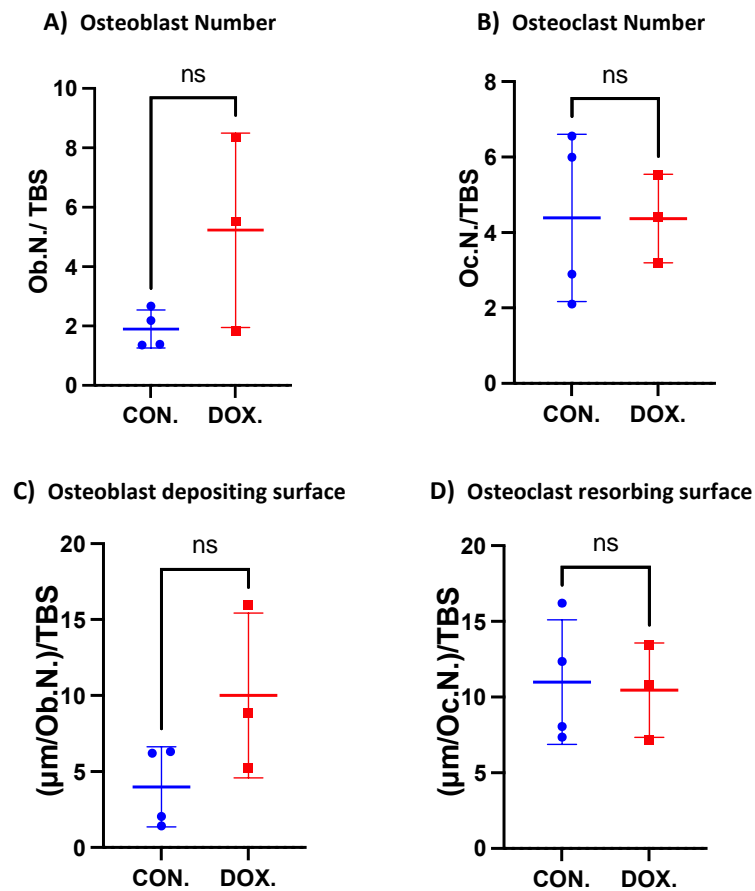 A) Osteoblast Number
ns
10
8
6
4
2
0
Ob.N./ TBS
CON. DOX.
B) Osteoclast Number
ns
8
6
4
2
0
Oc.N./TBS
CON. DOX.
C) Osteoblast depositing surface
ns
20
15
10
5
0
(µm/Ob.N.)/TBS
CON. DOX.
D) Osteoclast resorbing surface
ns
20
15
10
5
0
(µm/Oc.N.)/TBS
CON. DOX.